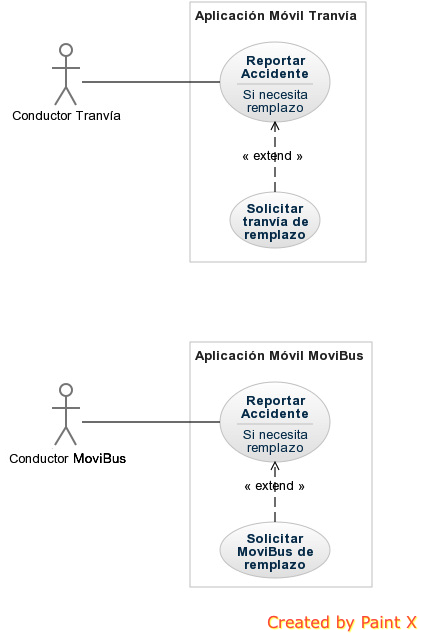 Aplicación Móvil Tranvía
Reportar
Accidente
Si necesita
remplazo
Conductor Tranvía
« extend »
Solicitar
tranvía de
remplazo
Aplicación Móvil MoviBus
Reportar
Accidente
Si necesita
remplazo
Conductor MoviBus
« extend »
Solicitar
MoviBus de
remplazo
Created by Paint X